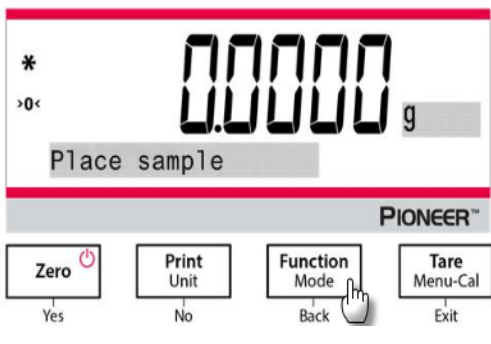 *
>0<
0.0000 g
Place sample
PIONEER™
Zero Print Function Tare
Unit Mode Menu-Cal
Yes No Back Exit